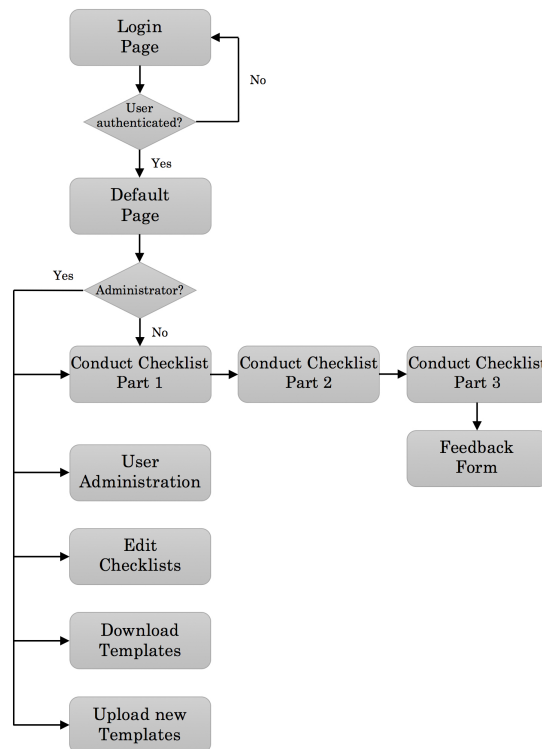 Login
Page
No
User
authenticated?
Yes
Default
Page
Yes
Administrator?
No
Conduct Checklist
Part 1
Conduct Checklist
Part 2
Conduct Checklist
Part 3
User
Administration
Feedback
Form
Edit
Checklists
Download
Templates
Upload new
Templates